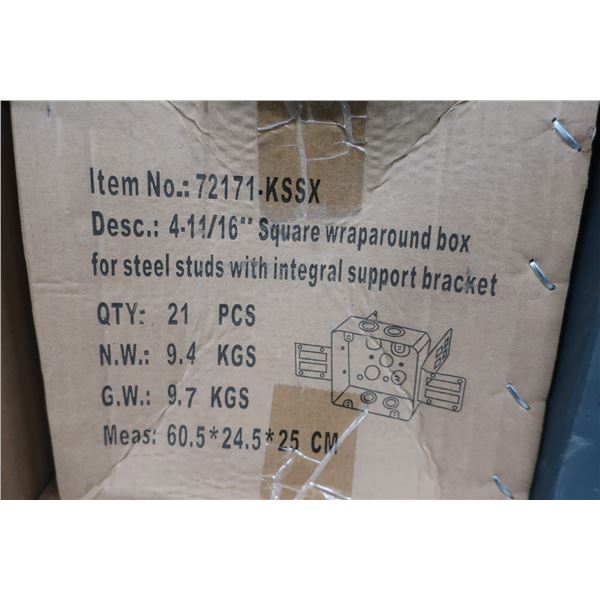 Item No.: 72171-KSSX
Desc.: 4-11/16"" Square wraparound box
for steel studs with integral support bracket
QTY: 21 PCS
N.W.: 9.4 KGS
G.W.: 9.7 KGS
Meas: 60.5*24.5*25 CM